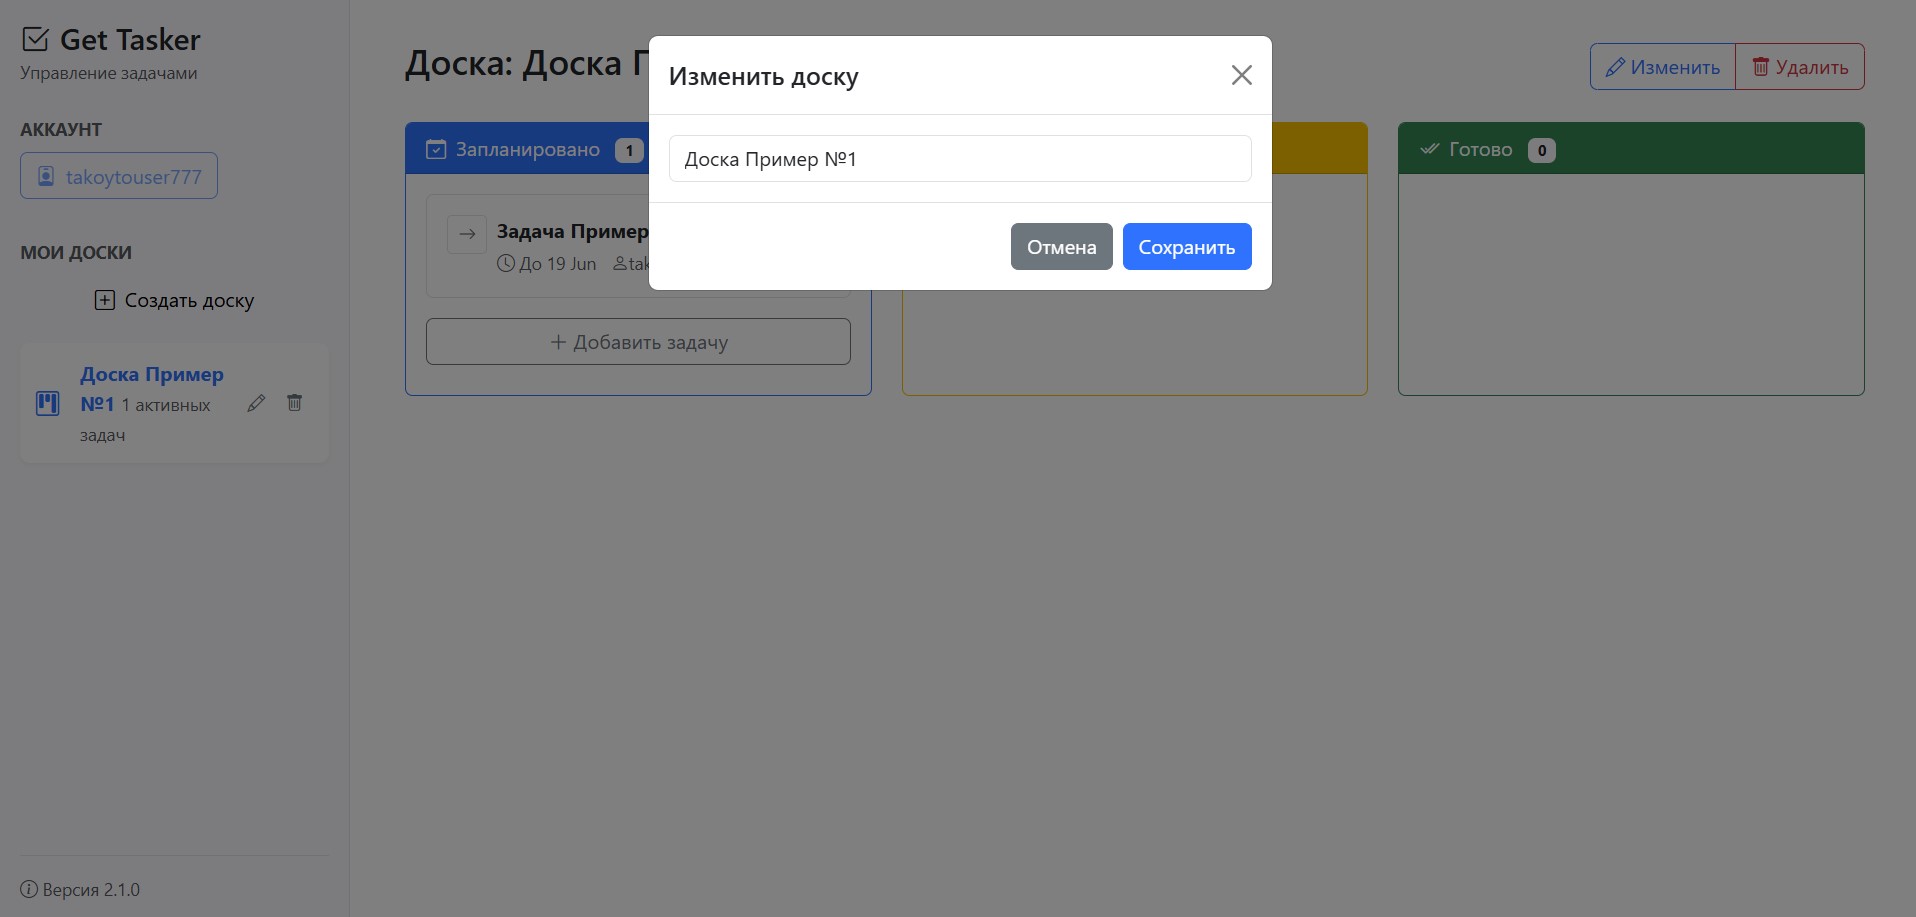 Get Tasker
Управление задачами
АККАУНТ
takoytouser777
МОИ ДОСКИ
Создать доску
Доска Пример
№1 1 активных
задач
Версия 2.1.0
Доска: Доска
Изменить
Удалить
Запланировано 1
Задача Пример
До 19 Jun
+ Добавить задачу
Готово 0
Изменить доску
Доска Пример №1
Отмена
Сохранить